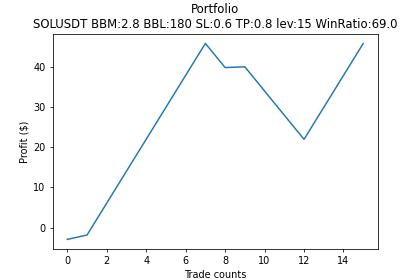 Portfolio
SOLUSDT BBM:2.8 BBL:180 SL:0.6 TP:0.8 lev:15 WinRatio:69.0
40
30
20
10
0
Profit ($)
0 2 4 6 8 10 12 14
Trade counts